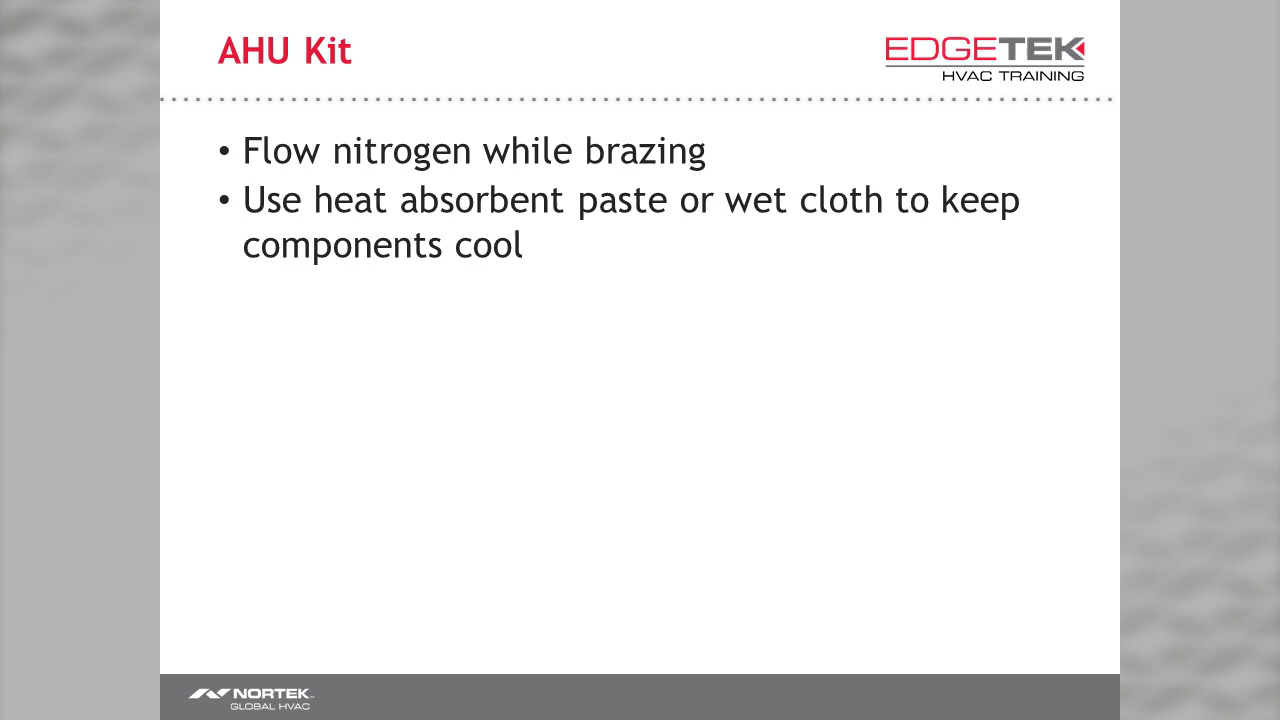 AHU Kit
EDGETEK
HVAC TRAINING
• Flow nitrogen while brazing
• Use heat absorbent paste or wet cloth to keep
components cool
NORTEK™
GLOBAL HVAC